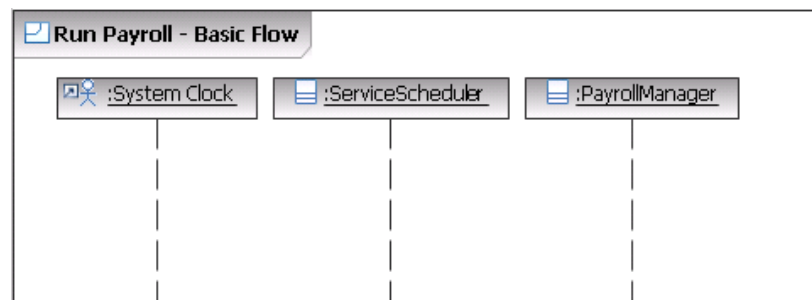 Run Payroll - Basic Flow
:System Clock
:ServiceScheduler
:PayrollManager